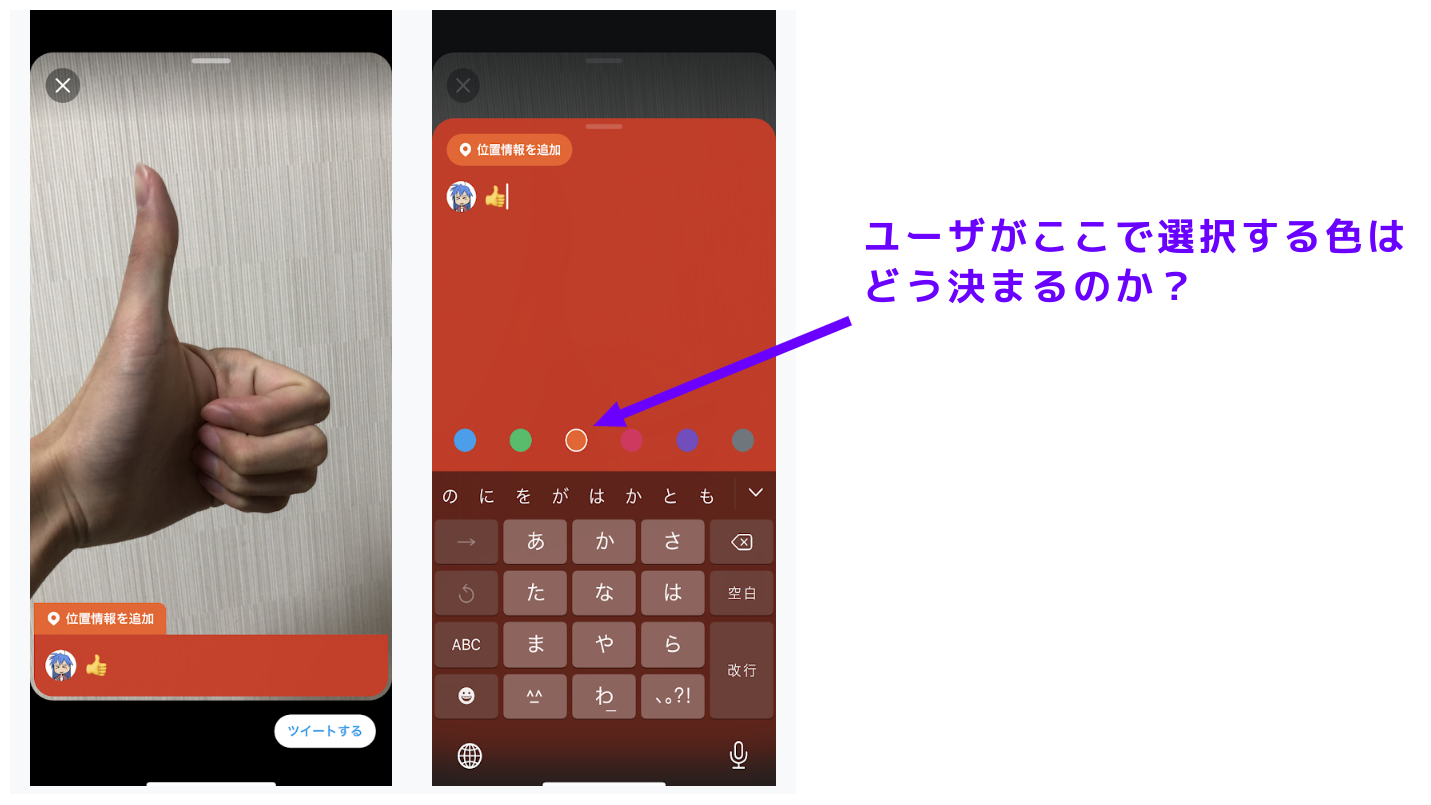 位置情報を追加
ツイートする
位置情報を追加
の に を が は か と も
→ あ か さ
た な は 空白
ABC ま や ら 改行
^^ わ_ 、。?!
ユーザがここで選択する色は
どう決まるのか？